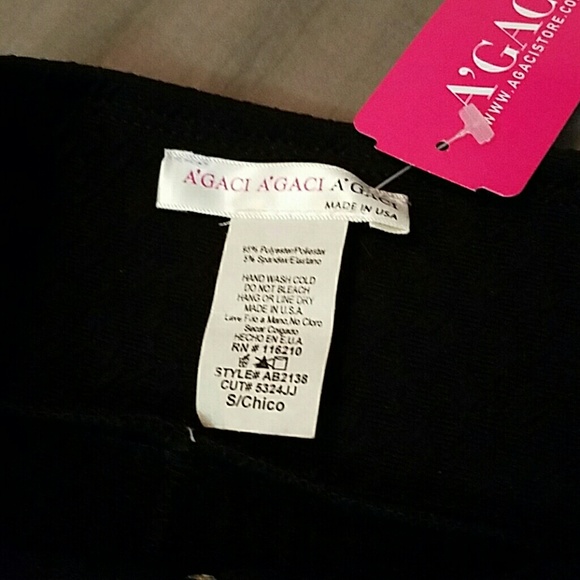 A'GAC
WWW.AGACISTORE.CO
A'GACI A'GACI A'GACI
MADE IN USA
95% Polyester/Poliester
5% Spandex/Elastano
HAND WASH COLD
DO NOT BLEACH
HANG OR LINE DRY
MADE IN U.S.A.
Lave Frio a Mano, No Cloro
Secar Colgado
HECHO EN E.U.A.
RN # 116210
STYLE# AB2138
CUT# 5324JJ
S/Chico